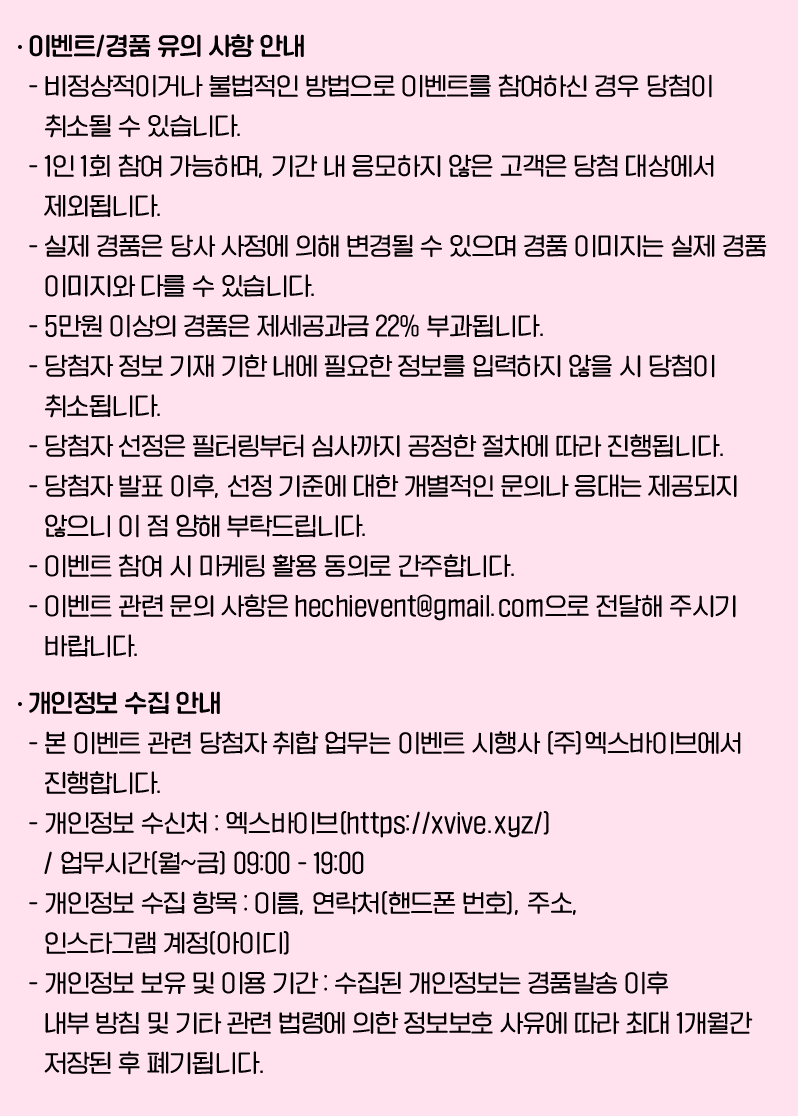 · 이벤트/경품 유의 사항 안내
- 비정상적이거나 불법적인 방법으로 이벤트를 참여하신 경우 당첨이
취소될 수 있습니다.
- 1인 1회 참여 가능하며, 기간 내 응모하지 않은 고객은 당첨 대상에서
제외됩니다.
- 실제 경품은 당사 사정에 의해 변경될 수 있으며 경품 이미지는 실제 경품
이미지와 다를 수 있습니다.
- 5만원 이상의 경품은 제세공과금 22% 부과됩니다.
- 당첨자 정보 기재 기한 내에 필요한 정보를 입력하지 않을 시 당첨이
취소됩니다.
- 당첨자 선정은 필터링부터 심사까지 공정한 절차에 따라 진행됩니다.
- 당첨자 발표 이후, 선정 기준에 대한 개별적인 문의나 응대는 제공되지
않으니 이 점 양해 부탁드립니다.
- 이벤트 참여 시 마케팅 활용 동의로 간주합니다.
- 이벤트 관련 문의 사항은 hechievent@gmail.com으로 전달해 주시기
바랍니다.
· 개인정보 수집 안내
- 본 이벤트 관련 당첨자 취합 업무는 이벤트 시행사 (주)엑스바이브에서
진행합니다.
- 개인정보 수신처 : 엑스바이브(https://xvive.xyz/)
/ 업무시간(월~금) 09:00 - 19:00
- 개인정보 수집 항목 : 이름, 연락처(핸드폰 번호), 주소,
인스타그램 계정(아이디)
- 개인정보 보유 및 이용 기간 : 수집된 개인정보는 경품발송 이후
내부 방침 및 기타 관련 법령에 의한 정보보호 사유에 따라 최대 1개월간
저장된 후 폐기됩니다.